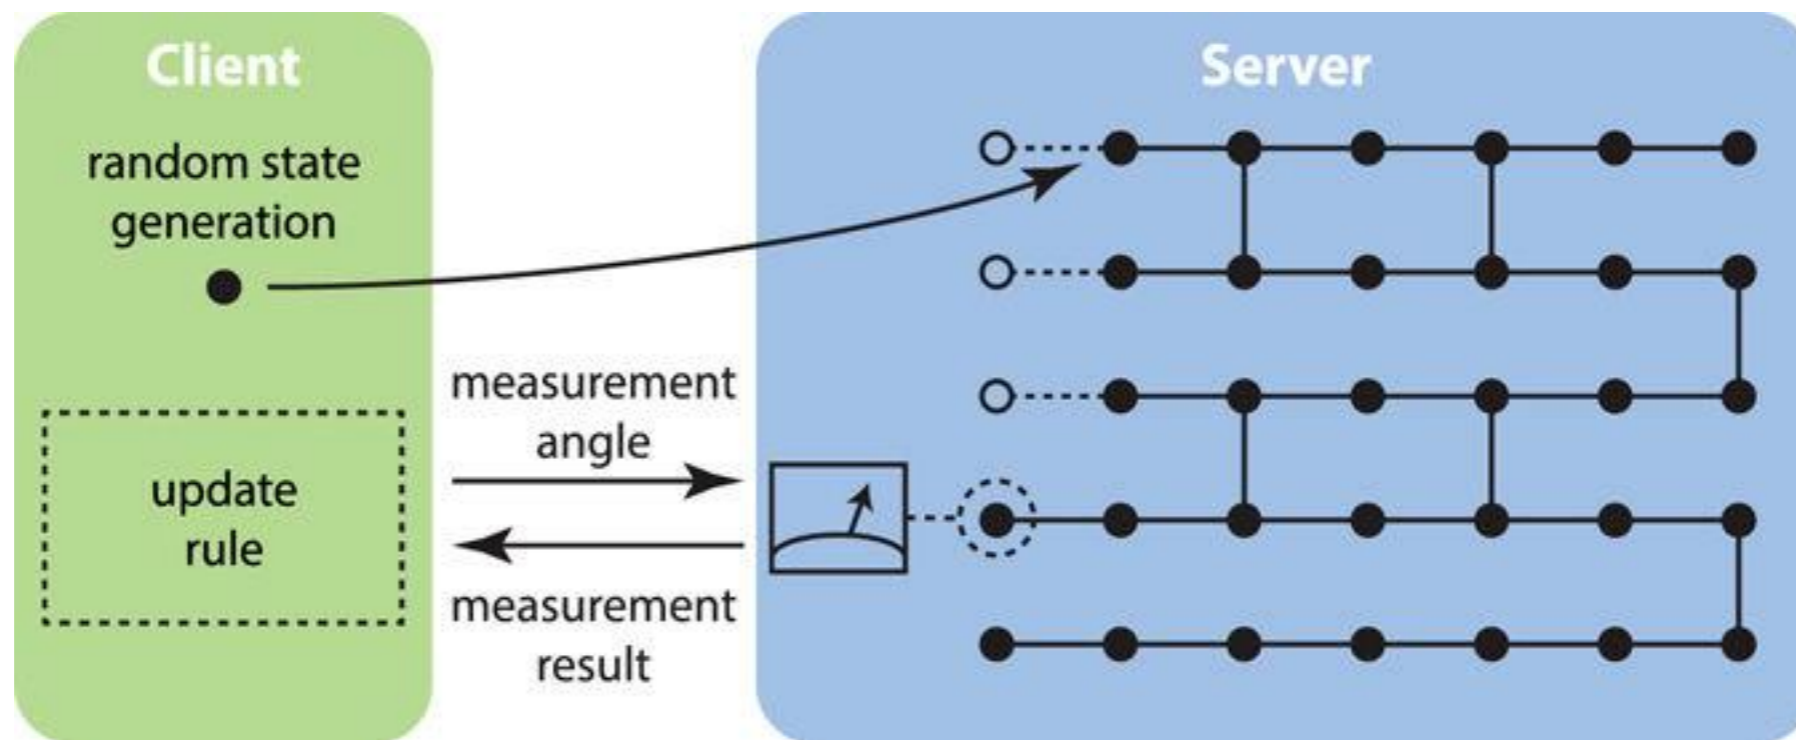 Client
Server
random state
generation
measurement
angle
update
rule
measurement
result